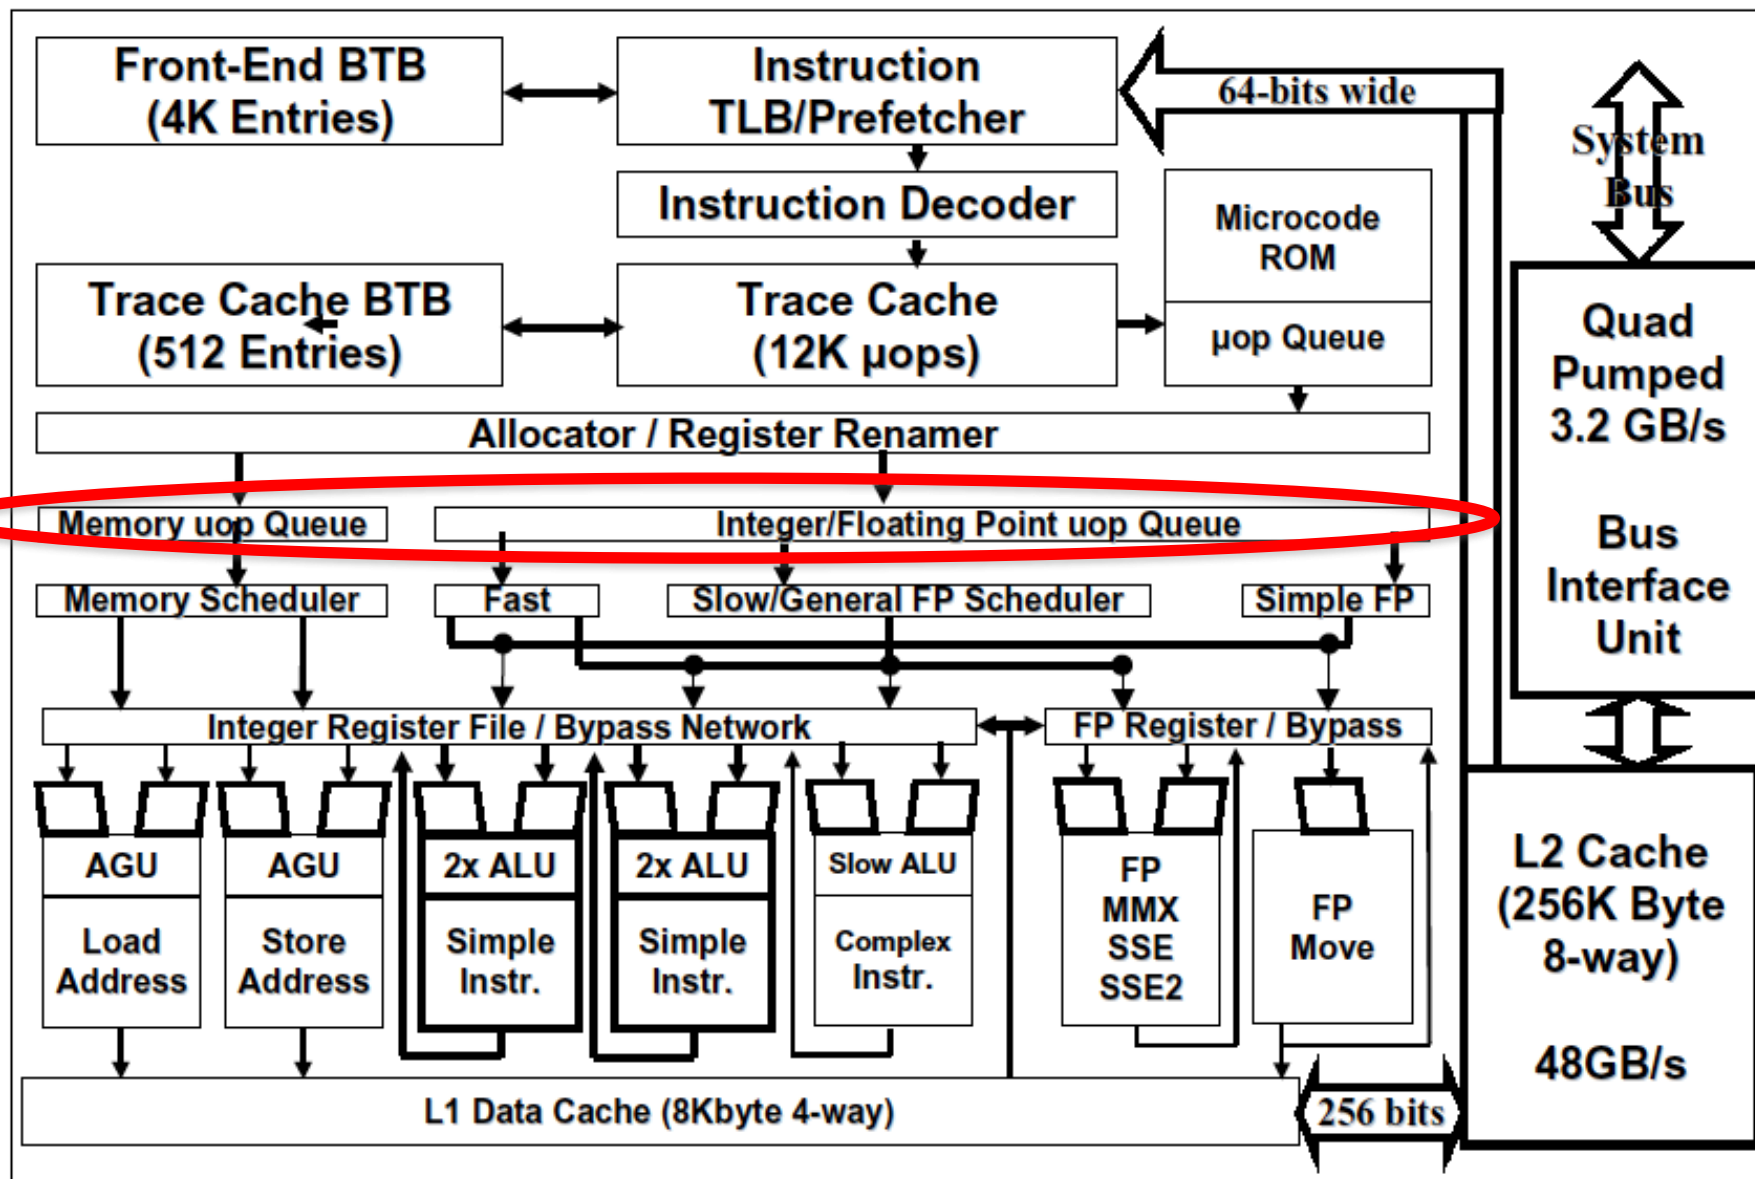 Front-End BTB
(4K Entries)
Instruction
TLB/Prefetcher
64-bits wide
System
Bus
Instruction Decoder
Microcode
ROM
Trace Cache BTB
(512 Entries)
Trace Cache
(12K µops)
µop Queue
Quad
Pumped
3.2 GB/s
Bus
Interface
Unit
Allocator / Register Renamer
Memory uop Queue
Integer/Floating Point uop Queue
Memory Scheduler
Fast
Slow/General FP Scheduler
Simple FP
Integer Register File / Bypass Network
FP Register / Bypass
AGU
Load
Address
AGU
Store
Address
2x ALU
Simple
Instr.
2x ALU
Simple
Instr.
Slow ALU
Complex
Instr.
FP
MMX
SSE
SSE2
FP
Move
L2 Cache
(256K Byte
8-way)
48GB/s
L1 Data Cache (8Kbyte 4-way)
256 bits